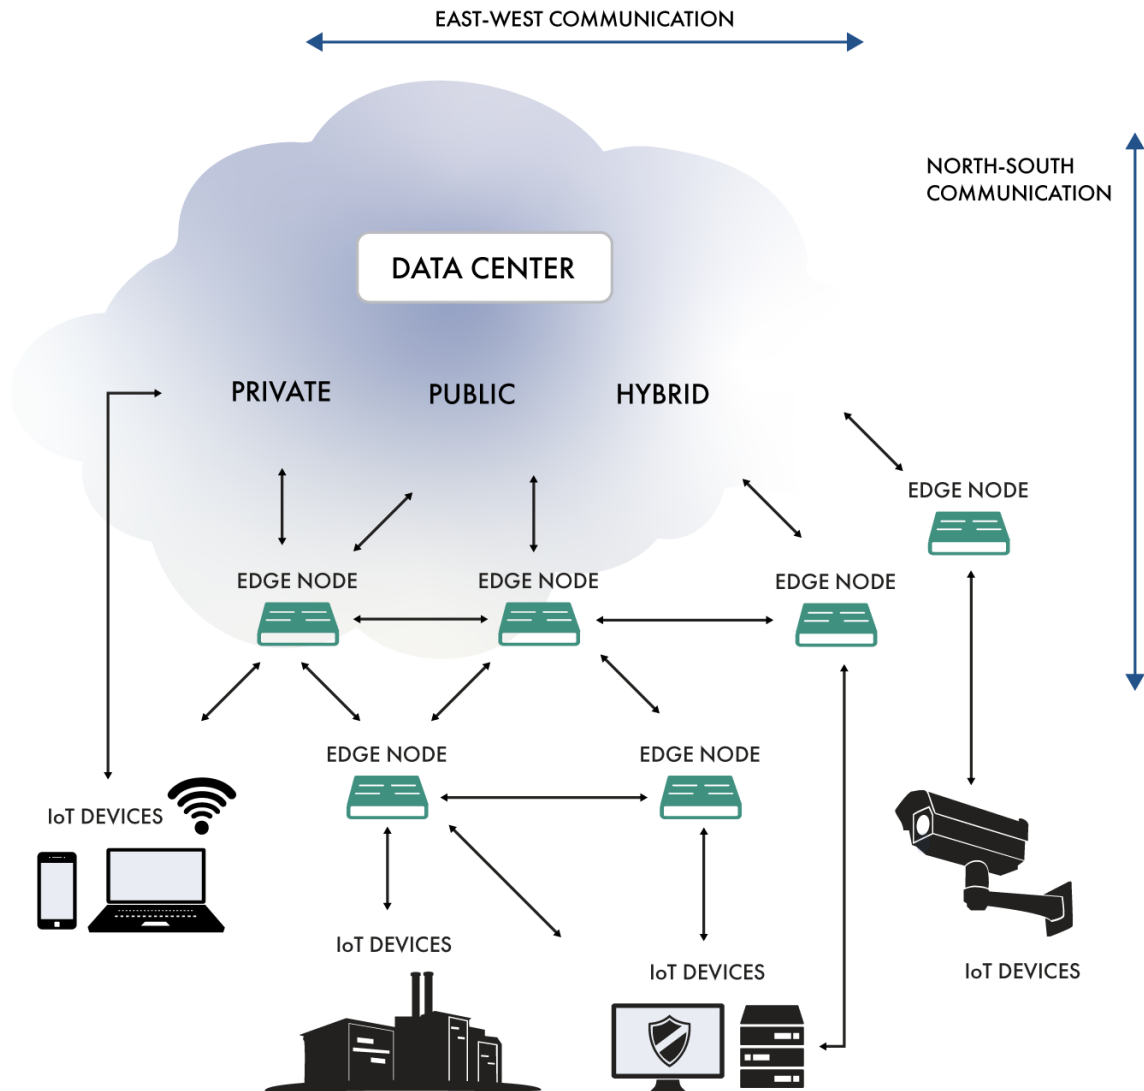 EAST-WEST COMMUNICATION
NORTH-SOUTH
COMMUNICATION
DATA CENTER
PRIVATE
PUBLIC
HYBRID
EDGE NODE
EDGE NODE
EDGE NODE
EDGE NODE
EDGE NODE
EDGE NODE
IoT DEVICES
IoT DEVICES
IoT DEVICES
IoT DEVICES